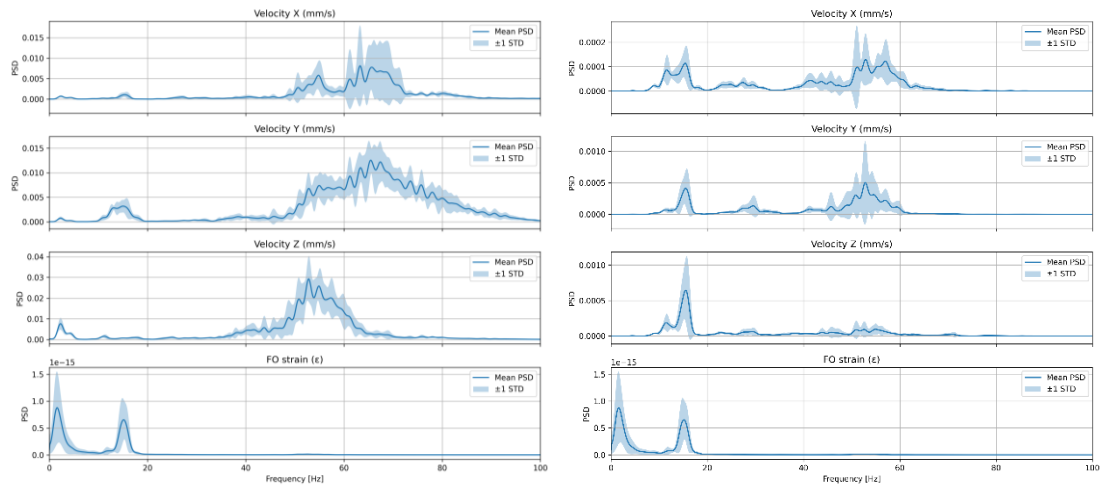 Velocity X (mm/s)
PSD
0.015
0.010
0.005
0.000
Mean PSD
±1 STD
Velocity Y (mm/s)
PSD
0.015
0.010
0.005
0.000
Mean PSD
±1 STD
Velocity Z (mm/s)
PSD
0.04
0.03
0.02
0.01
0.00
Mean PSD
±1 STD
FO strain (ε)
1e−15
PSD
1.5
1.0
0.5
0.0
Mean PSD
±1 STD
0 20 40 60 80 100
Frequency [Hz]
Velocity X (mm/s)
PSD
0.0002
0.0001
0.0000
Mean PSD
±1 STD
Velocity Y (mm/s)
PSD
0.0010
0.0005
0.0000
Mean PSD
±1 STD
Velocity Z (mm/s)
PSD
0.0010
0.0005
0.0000
Mean PSD
±1 STD
FO strain (ε)
1e−15
PSD
1.5
1.0
0.5
0.0
Mean PSD
±1 STD
0 20 40 60 80 100
Frequency [Hz]